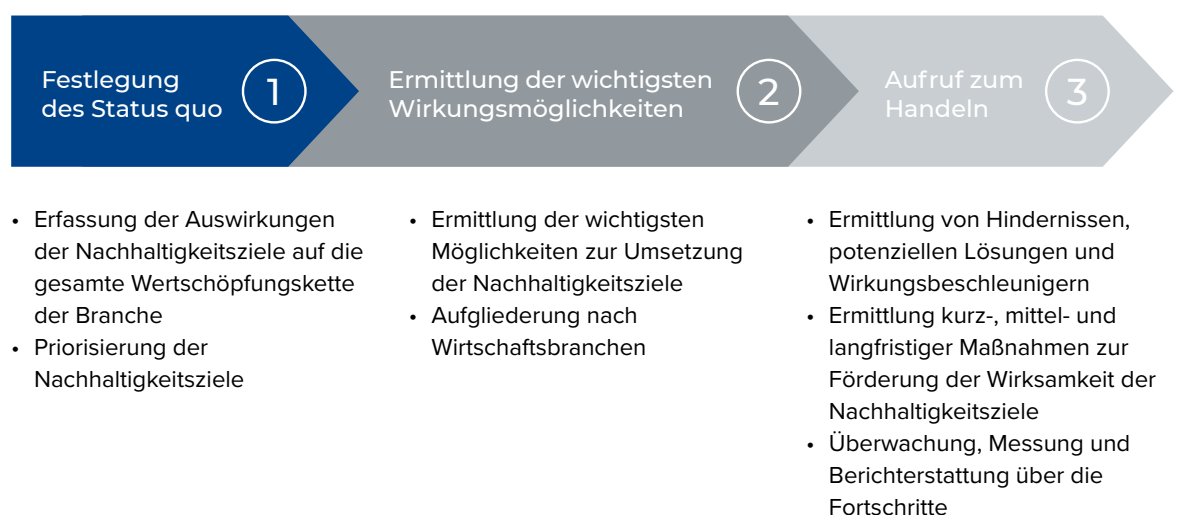 Festlegung
des Status quo
1
Ermittlung der wichtigsten
Wirkungsmöglichkeiten
2
Aufruf zum
Handeln
3
• Erfassung der Auswirkungen
der Nachhaltigkeitsziele auf die
gesamte Wertschöpfungskette
der Branche
• Priorisierung der
Nachhaltigkeitsziele
• Ermittlung der wichtigsten
Möglichkeiten zur Umsetzung
der Nachhaltigkeitsziele
• Aufgliederung nach
Wirtschaftsbranchen
• Ermittlung von Hindernissen,
potenziellen Lösungen und
Wirkungsbeschleunigern
• Ermittlung kurz-, mittel- und
langfristiger Maßnahmen zur
Förderung der Wirksamkeit der
Nachhaltigkeitsziele
• Überwachung, Messung und
Berichterstattung über die
Fortschritte